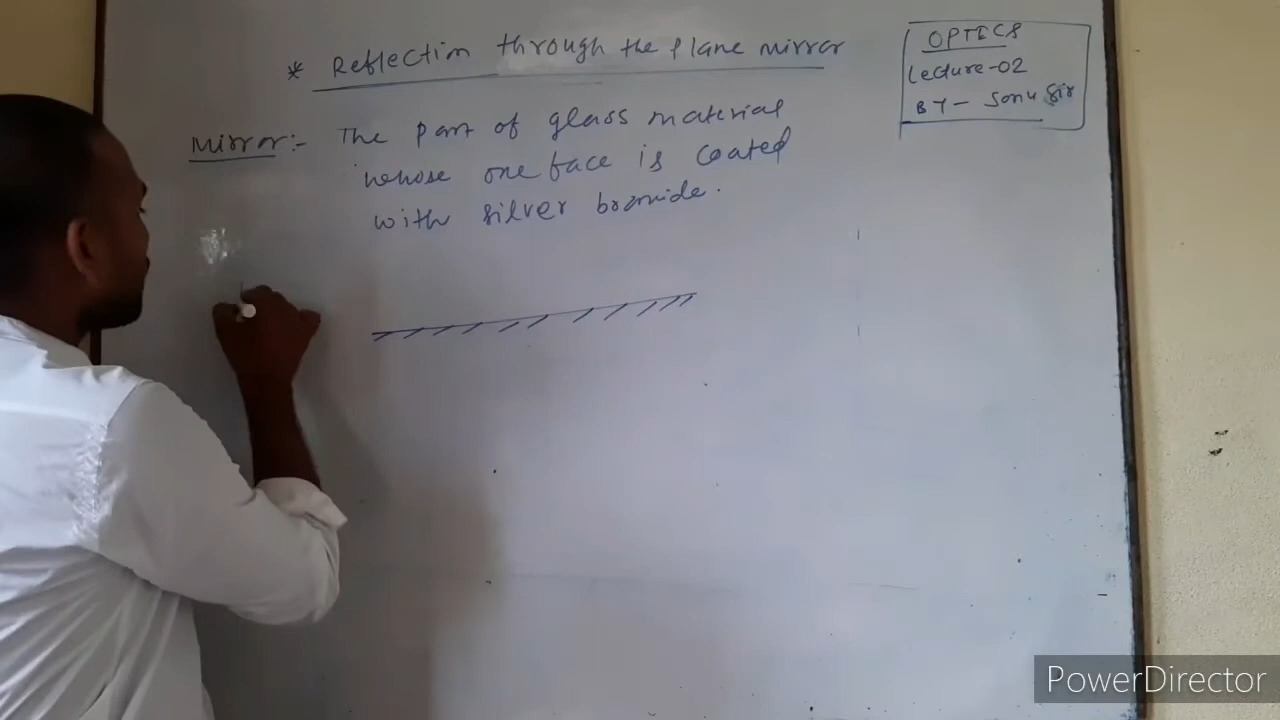 * Reflection through the plane mirror
OPTICS
Lecture-02
BY - Sonu Sir
Mirror:- The part of glass material
whose one face is coated
with silver bromide.
PowerDirector